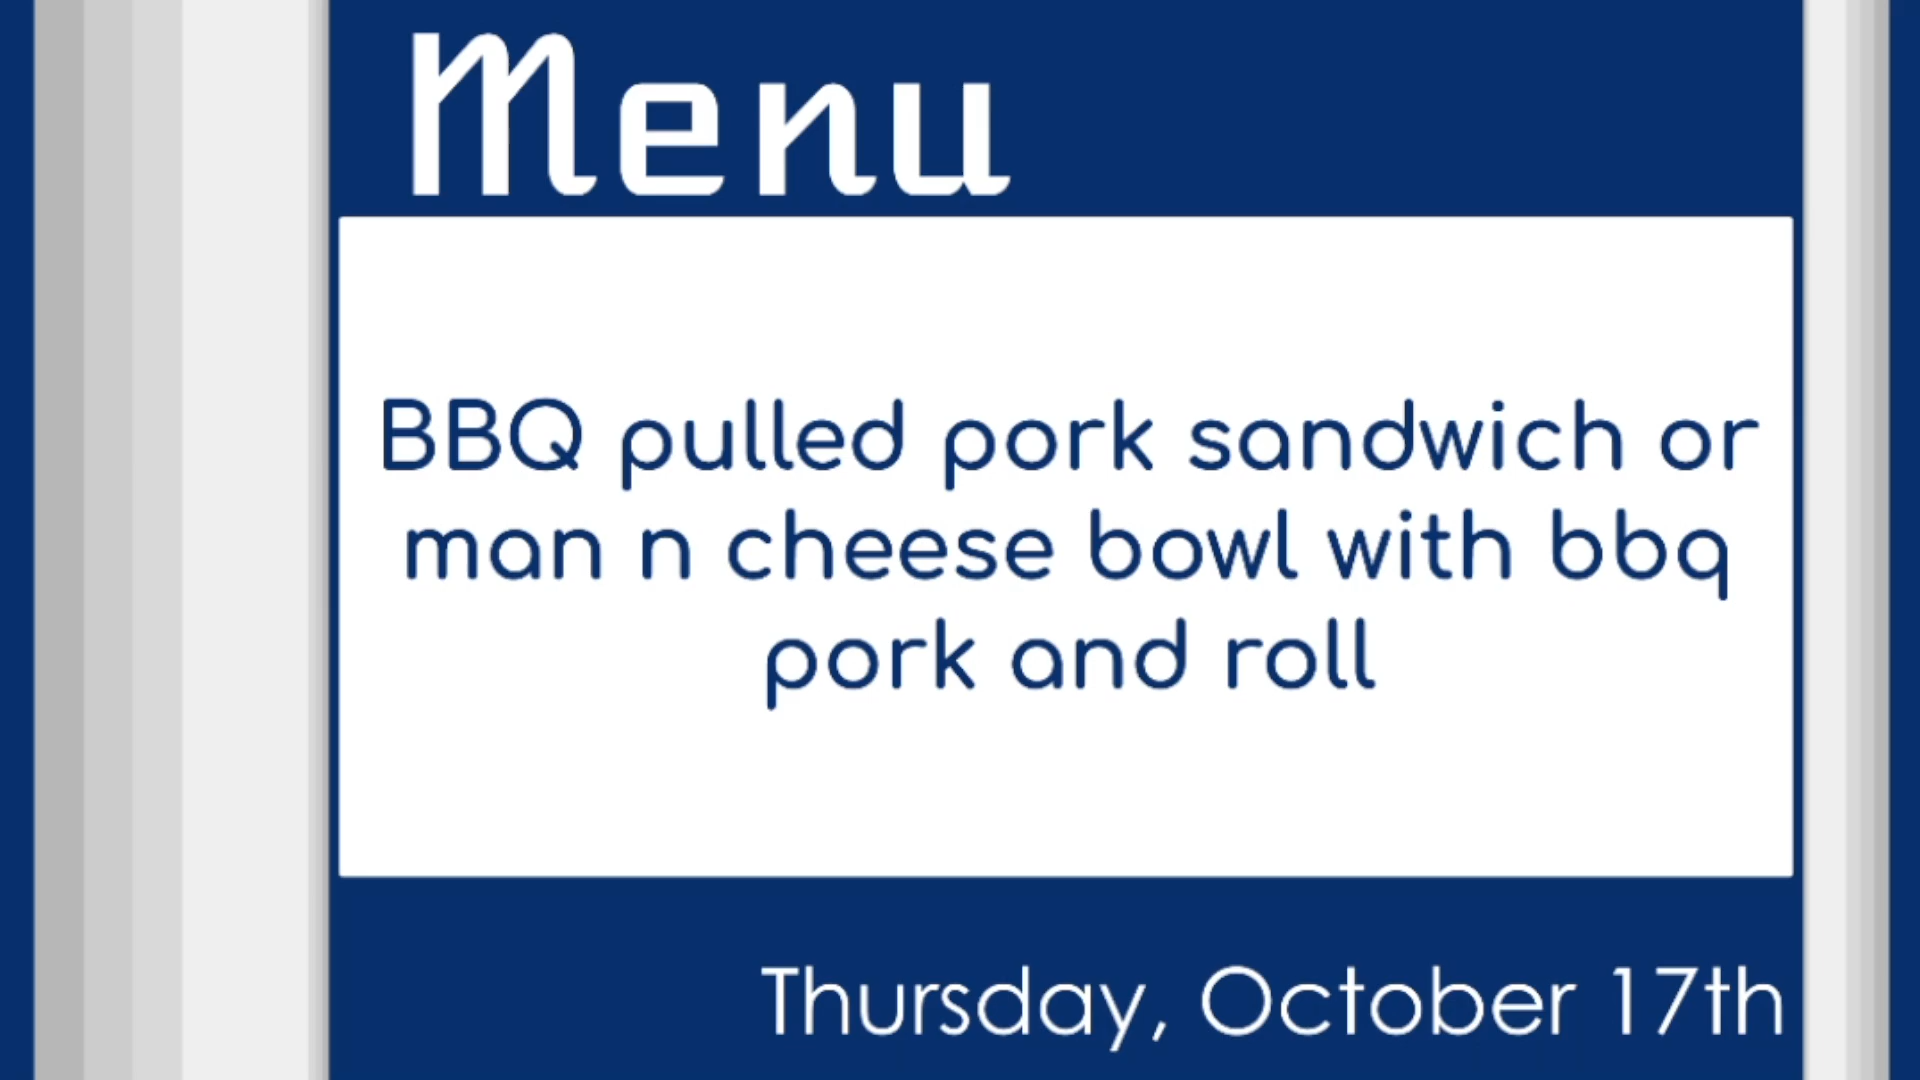 Menu
BBQ pulled pork sandwich or
man n cheese bowl with bbq
pork and roll
Thursday, October 17th